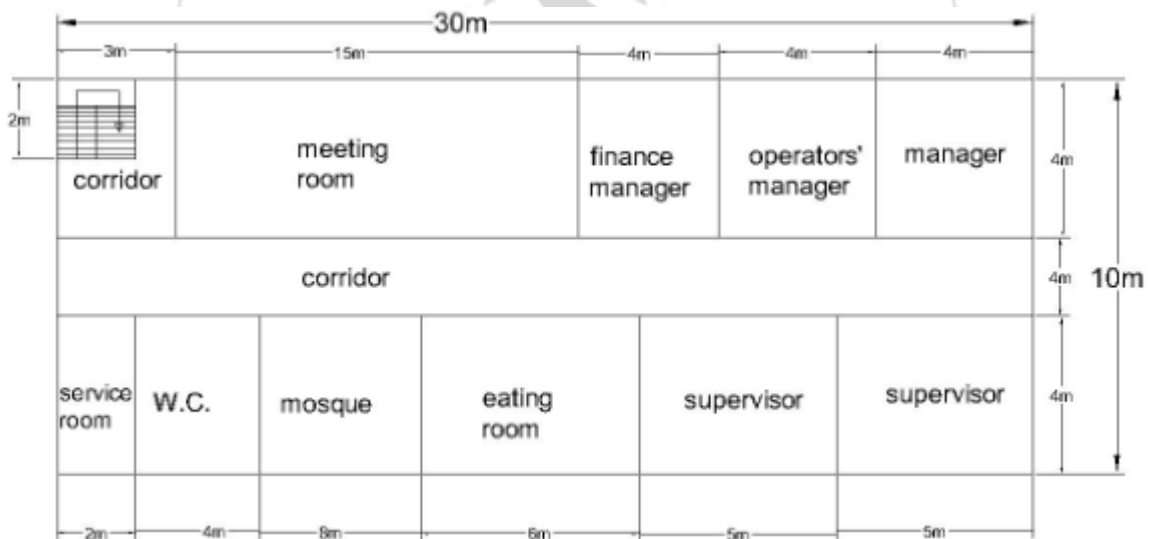 30m
3m
15m
4m
4m
4m
2m
corridor
meeting
room
finance
manager
operators'
manager
manager
4m
corridor
4m
10m
service
room
W.C.
mosque
eating
room
supervisor
supervisor
4m
2m
4m
8m
6m
5m
5m